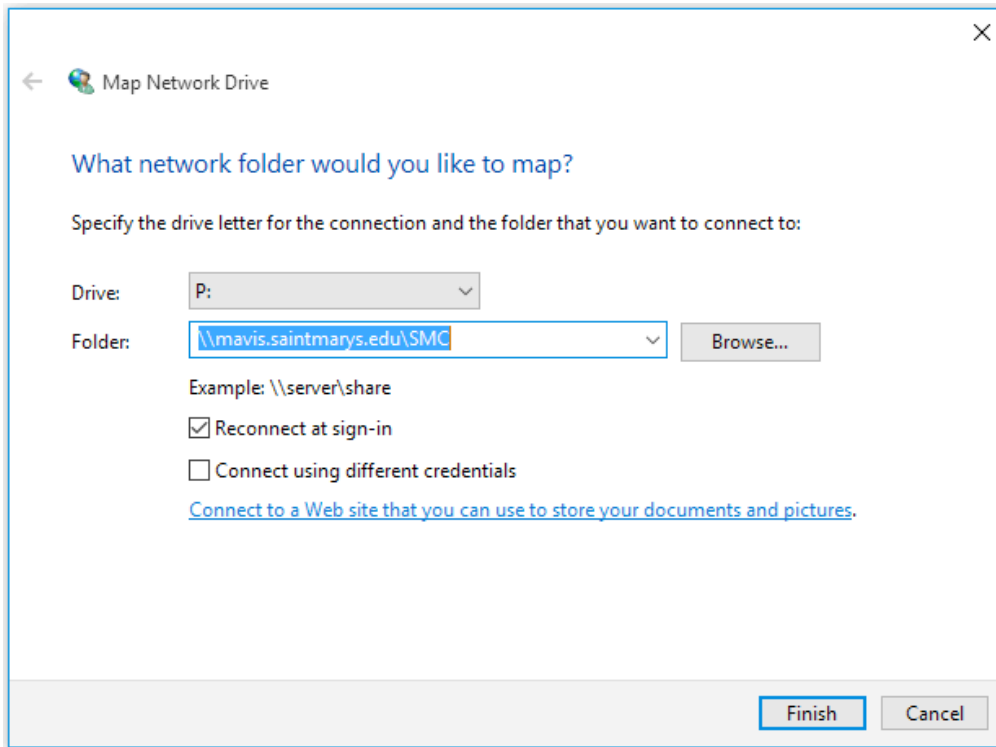 Map Network Drive
What network folder would you like to map?
Specify the drive letter for the connection and the folder that you want to connect to:
Drive: P:
Folder: \\mavis.saintmarys.edu\SMC Browse...
Example: \\server\share
Reconnect at sign-in
Connect using different credentials
Connect to a Web site that you can use to store your documents and pictures.
Finish Cancel